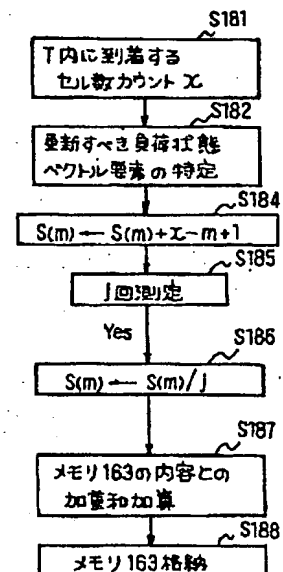 S181
T内に到着する
セル数カウント x
S182
更新すべき負荷状態
ベクトル要素の特定
S184
S(m) ← S(m)+x-m+1
S185
J回測定
Yes
S186
S(m) ← S(m)/J
S187
メモリ163の内容との
加重和加算
S188
メモリ163格納